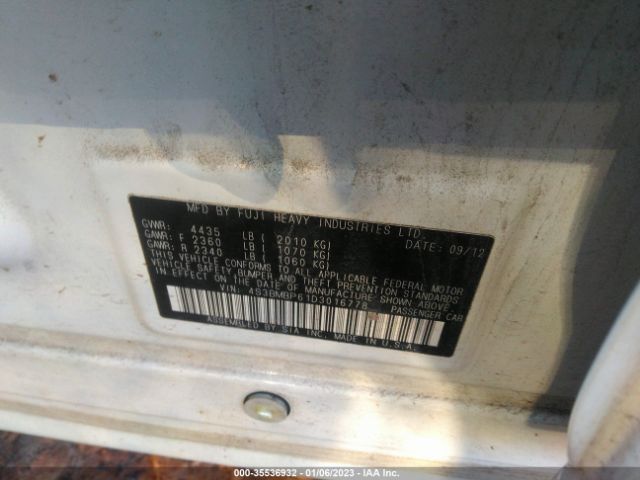 MFD BY FUJI HEAVY INDUSTRIES LTD.
GVWR: 4435 LB ( 2010 KG) DATE: 09/12
GAWR: F 2360 LB ( 1070 KG)
GAWR: R 2340 LB ( 1060 KG)
THIS VEHICLE CONFORMS TO ALL APPLICABLE FEDERAL MOTOR
VEHICLE SAFETY, BUMPER AND THEFT PREVENTION STANDARDS
IN EFFECT ON THE DATE OF MANUFACTURE SHOWN ABOVE.
VIN: 4S3BMBP61D3016278 PASSENGER CAR
ASSEMBLED BY SIA INC. MADE IN U.S.A.
000-35536932 - 01/06/2023 - IAA Inc.